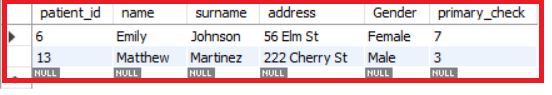 patient_id name surname address Gender primary_check
6 Emily Johnson 56 Elm St Female 7
13 Matthew Martinez 222 Cherry St Male 3
NULL NULL NULL NULL NULL NULL